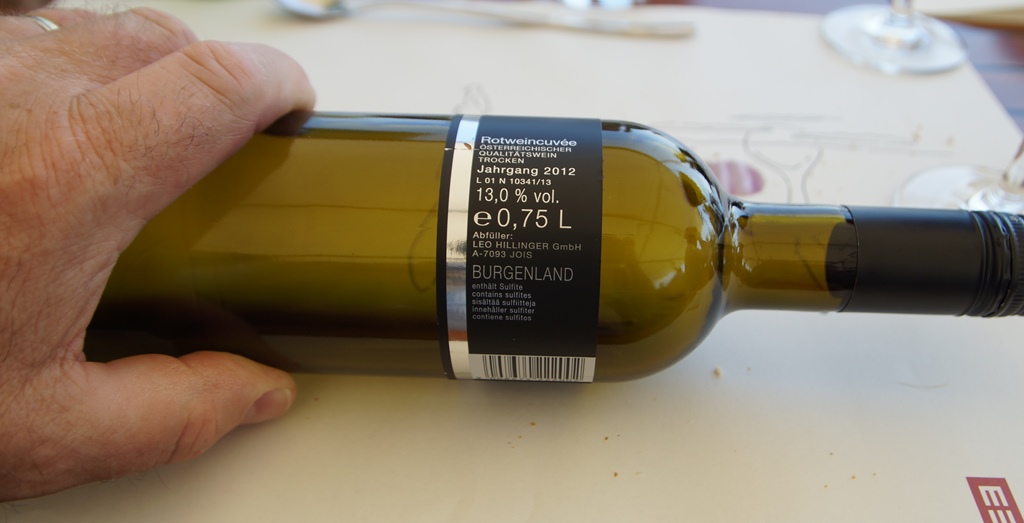 Rotweincuvée
ÖSTERREICHISCHER
QUALITÄTSWEIN
TROCKEN
Jahrgang 2012
L 01 N 10341/13
13,0 % vol.
℮ 0,75 L
Abfüller:
LEO HILLINGER GmbH
A-7093 JOIS
BURGENLAND
enthält Sulfite
contains sulfites
sisältää sulfiitteja
innehåller sulfiter
contiene sulfitos